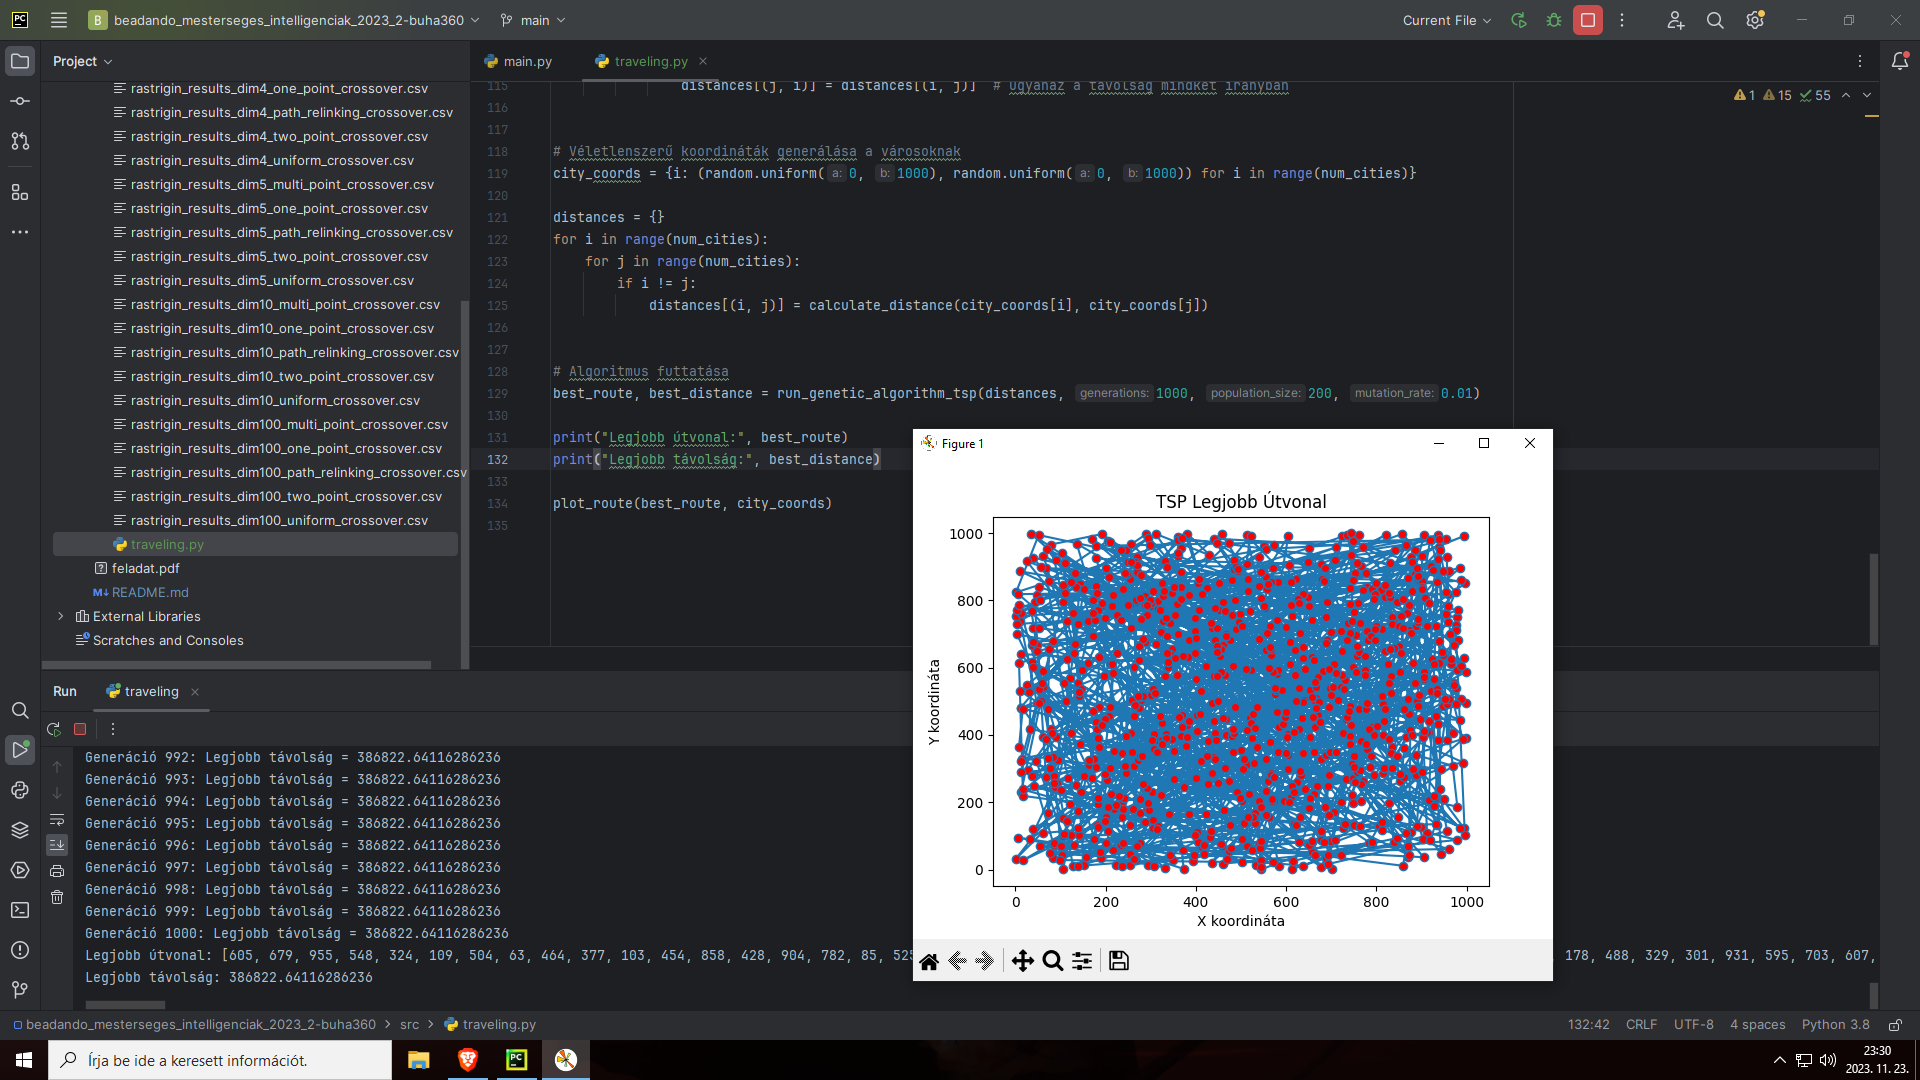 PC
B
beadando_mesterseges_intelligenciak_2023_2-buha360
main
Current File
Project
main.py
traveling.py
rastrigin_results_dim4_one_point_crossover.csv
rastrigin_results_dim4_path_relinking_crossover.csv
rastrigin_results_dim4_two_point_crossover.csv
rastrigin_results_dim4_uniform_crossover.csv
rastrigin_results_dim5_multi_point_crossover.csv
rastrigin_results_dim5_one_point_crossover.csv
rastrigin_results_dim5_path_relinking_crossover.csv
rastrigin_results_dim5_two_point_crossover.csv
rastrigin_results_dim5_uniform_crossover.csv
rastrigin_results_dim10_multi_point_crossover.csv
rastrigin_results_dim10_one_point_crossover.csv
rastrigin_results_dim10_path_relinking_crossover.csv
rastrigin_results_dim10_two_point_crossover.csv
rastrigin_results_dim10_uniform_crossover.csv
rastrigin_results_dim100_multi_point_crossover.csv
rastrigin_results_dim100_one_point_crossover.csv
rastrigin_results_dim100_path_relinking_crossover.csv
rastrigin_results_dim100_two_point_crossover.csv
rastrigin_results_dim100_uniform_crossover.csv
traveling.py
feladat.pdf
README.md
External Libraries
Scratches and Consoles
1 15 55
115 distances[(j, i)] = distances[(i, j)]  # Ugyanaz a távolság mindkét irányban
116
117
118 # Véletlenszerű koordináták generálása a városoknak
119 city_coords = {i: (random.uniform( a: 0, b: 1000), random.uniform( a: 0, b: 1000)) for i in range(num_cities)}
120
121 distances = {}
122 for i in range(num_cities):
123 for j in range(num_cities):
124 if i != j:
125 distances[(i, j)] = calculate_distance(city_coords[i], city_coords[j])
126
127
128 # Algoritmus futtatása
129 best_route, best_distance = run_genetic_algorithm_tsp(distances, generations: 1000, population_size: 200, mutation_rate: 0.01)
130
131 print("Legjobb útvonal:", best_route)
132 print("Legjobb távolság:", best_distance)
133
134 plot_route(best_route, city_coords)
135
Figure 1
TSP Legjobb Útvonal
1000
800
600
400
200
0
Y koordináta
0 200 400 600 800 1000
X koordináta
Run
traveling
Generáció 992: Legjobb távolság = 386822.64116286236
Generáció 993: Legjobb távolság = 386822.64116286236
Generáció 994: Legjobb távolság = 386822.64116286236
Generáció 995: Legjobb távolság = 386822.64116286236
Generáció 996: Legjobb távolság = 386822.64116286236
Generáció 997: Legjobb távolság = 386822.64116286236
Generáció 998: Legjobb távolság = 386822.64116286236
Generáció 999: Legjobb távolság = 386822.64116286236
Generáció 1000: Legjobb távolság = 386822.64116286236
Legjobb útvonal: [605, 679, 955, 548, 324, 109, 504, 63, 464, 377, 103, 454, 858, 428, 904, 782, 85, 525 178, 488, 329, 301, 931, 595, 703, 607,
Legjobb távolság: 386822.64116286236
beadando_mesterseges_intelligenciak_2023_2-buha360 > src > traveling.py
132:42 CRLF UTF-8 4 spaces Python 3.8
Írja be ide a keresett információt.
PC
23:30
2023. 11. 23.